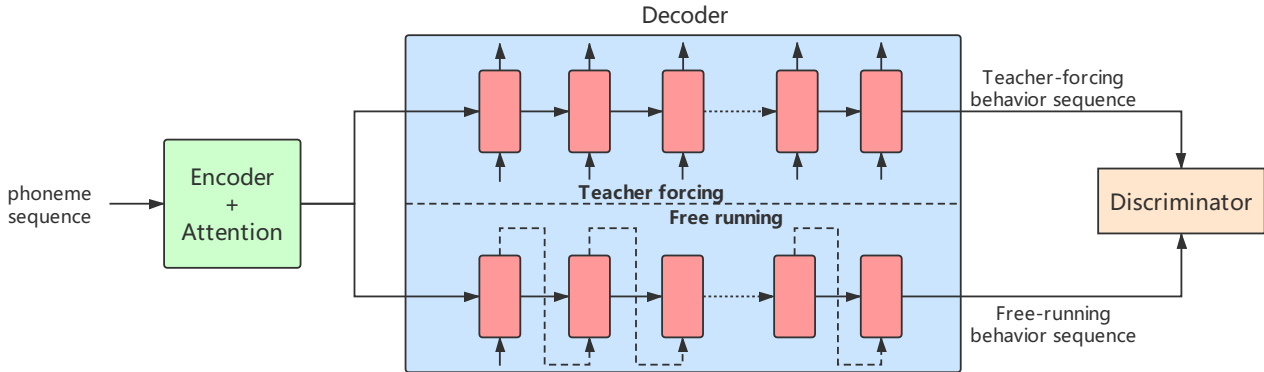 Decoder
Teacher-forcing
behavior sequence
phoneme
sequence
Encoder
+
Attention
Teacher forcing
Free running
Discriminator
Free-running
behavior sequence